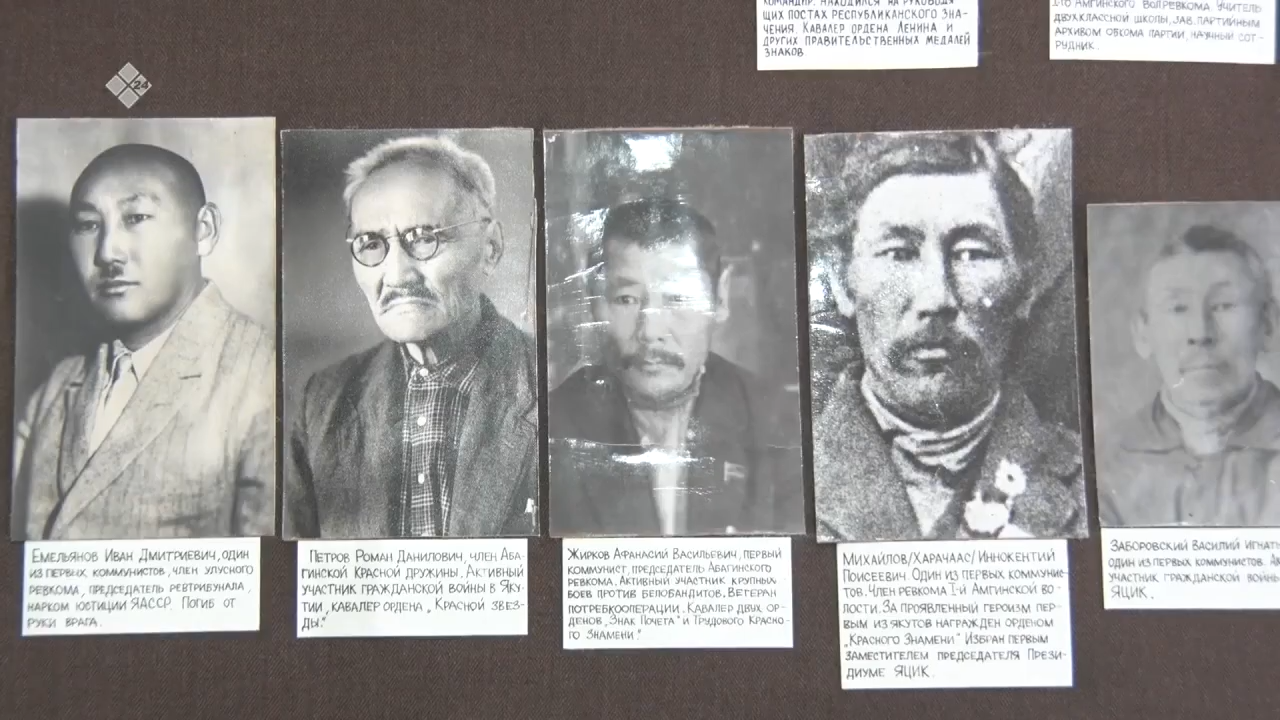 КОМАНДИР. НАХОДИЛСЯ НА РУКОВОДЯ-
ЩИХ ПОСТАХ РЕСПУБЛИКАНСКОГО ЗНА-
ЧЕНИЯ. КАВАЛЕР ОРДЕНА ЛЕНИНА И
ДРУГИХ ПРАВИТЕЛЬСТВЕННЫХ МЕДАЛЕЙ
ЗНАКОВ
1-ГО АМГИНСКОГО ВОЛРЕВКОМА. УЧИТЕЛЬ
ДВУХКЛАССНОЙ ШКОЛЫ, ЗАВ. ПАРТИЙНЫМ
АРХИВОМ ОБКОМА ПАРТИИ, НАУЧНЫЙ СОТ-
РУДНИК.
24
ЕМЕЛЬЯНОВ ИВАН ДМИТРИЕВИЧ, ОДИН
ИЗ ПЕРВЫХ КОММУНИСТОВ, ЧЛЕН УЛУСНОГО
РЕВКОМА, ПРЕДСЕДАТЕЛЬ РЕВТРИБУНАЛА,
НАРКОМ ЮСТИЦИИ ЯАССР. ПОГИБ ОТ
РУКИ ВРАГА.
ПЕТРОВ РОМАН ДАНИЛОВИЧ, ЧЛЕН АБА-
ГИНСКОЙ КРАСНОЙ ДРУЖИНЫ. АКТИВНЫЙ
УЧАСТНИК ГРАЖДАНСКОЙ ВОЙНЫ В ЯКУ-
ТИИ, КАВАЛЕР ОРДЕНА „КРАСНОЙ ЗВЕЗ-
ДЫ."
ЖИРКОВ АФАНАСИЙ ВАСИЛЬЕВИЧ, ПЕРВЫЙ
КОММУНИСТ, ПРЕДСЕДАТЕЛЬ АБАГИНСКОГО
РЕВКОМА. АКТИВНЫЙ УЧАСТНИК КРУПНЫХ
БОЕВ ПРОТИВ БЕЛОБАНДИТОВ. ВЕТЕРАН
ПОТРЕБКООПЕРАЦИИ. КАВАЛЕР ДВУХ ОР-
ДЕНОВ „ЗНАК ПОЧЕТА" И ТРУДОВОГО КРАСНО-
ГО ЗНАМЕНИ."
МИХАЙЛОВ/ХАРАЧААС/ИННОКЕНТИЙ
ПОИСЕЕВИЧ. ОДИН ИЗ ПЕРВЫХ КОММУНИС-
ТОВ. ЧЛЕН РЕВКОМА I-Й АМГИНСКОЙ ВО-
ЛОСТИ. ЗА ПРОЯВЛЕННЫЙ ГЕРОИЗМ ПЕР-
ВЫМ ИЗ ЯКУТОВ НАГРАЖДЕН ОРДЕНОМ
„КРАСНОГО ЗНАМЕНИ" ИЗБРАН ПЕРВЫМ
ЗАМЕСТИТЕЛЕМ ПРЕДСЕДАТЕЛЯ ПРЕЗИ-
ДИУМЕ ЯЦИК.
ЗАБОРОВСКИЙ ВАСИЛИЙ ИГНАТЬ
ОДИН ИЗ ПЕРВЫХ КОММУНИСТОВ. АК
УЧАСТНИК ГРАЖДАНСКОЙ ВОЙНЫ
ЯЦИК.